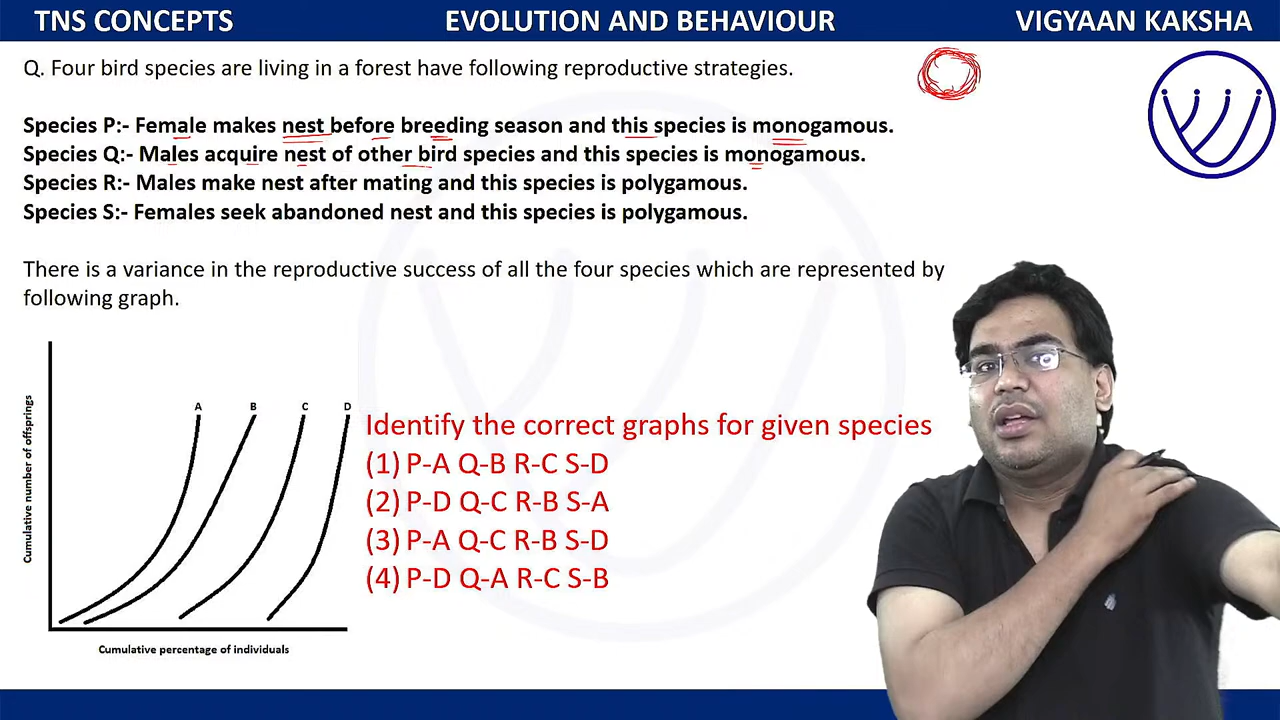 TNS CONCEPTS EVOLUTION AND BEHAVIOUR VIGYAAN KAKSHA
Q. Four bird species are living in a forest have following reproductive strategies.
Species P:- Female makes nest before breeding season and this species is monogamous.
Species Q:- Males acquire nest of other bird species and this species is monogamous.
Species R:- Males make nest after mating and this species is polygamous.
Species S:- Females seek abandoned nest and this species is polygamous.
There is a variance in the reproductive success of all the four species which are represented by
following graph.
Cumulative number of offsprings
A B C D
Cumulative percentage of individuals
Identify the correct graphs for given species
(1) P-A Q-B R-C S-D
(2) P-D Q-C R-B S-A
(3) P-A Q-C R-B S-D
(4) P-D Q-A R-C S-B